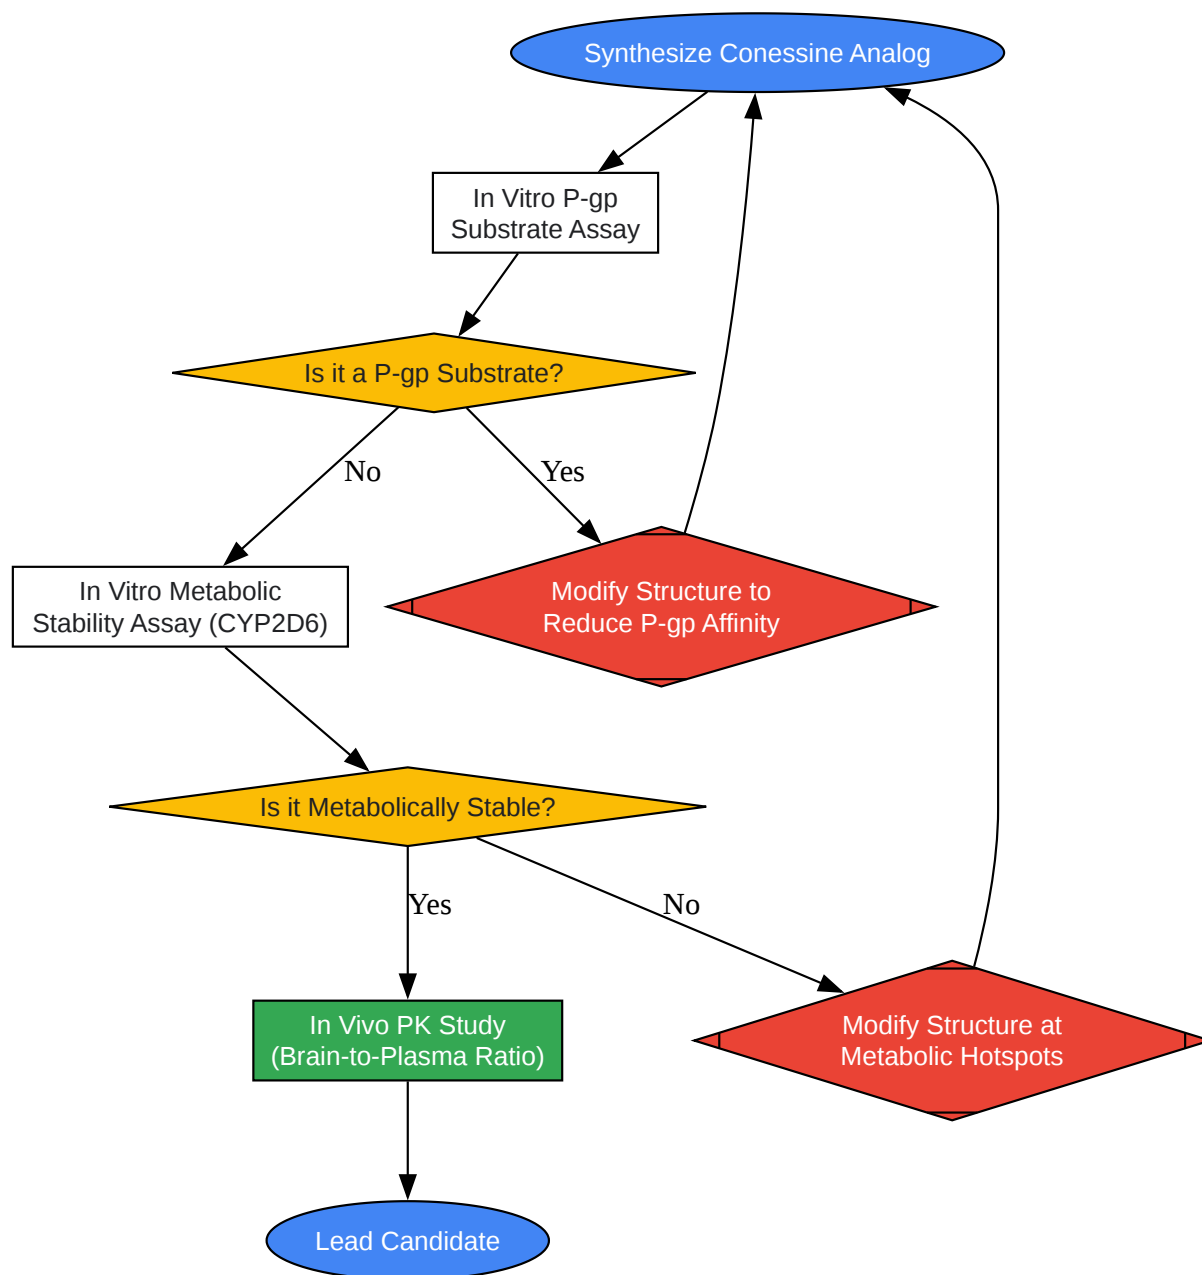 Synthesize Conessine Analog
In Vitro P-gp
Substrate Assay
Is it a P-gp Substrate?
No
Yes
In Vitro Metabolic
Stability Assay (CYP2D6)
Modify Structure to
Reduce P-gp Affinity
Is it Metabolically Stable?
Yes
No
In Vivo PK Study
(Brain-to-Plasma Ratio)
Modify Structure at
Metabolic Hotspots
Lead Candidate